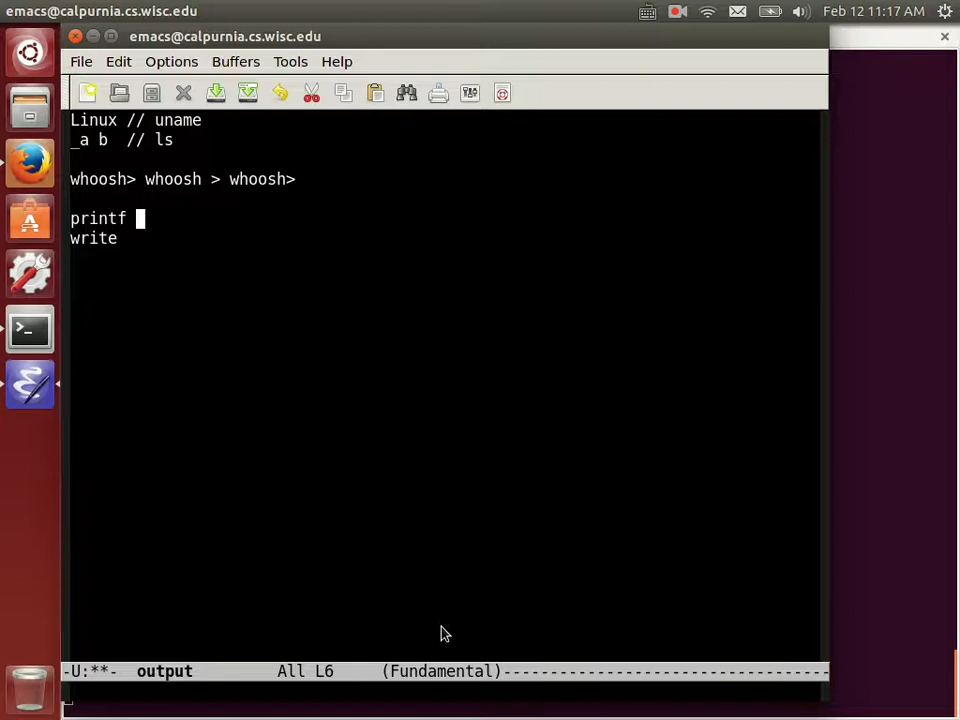 emacs@calpurnia.cs.wisc.edu
Feb 12 11:17 AM
emacs@calpurnia.cs.wisc.edu
File Edit Options Buffers Tools Help
Linux // uname
_a b // ls
whoosh> whoosh > whoosh>
printf
write
-U:**- output All L6 (Fundamental)-----------------------------------